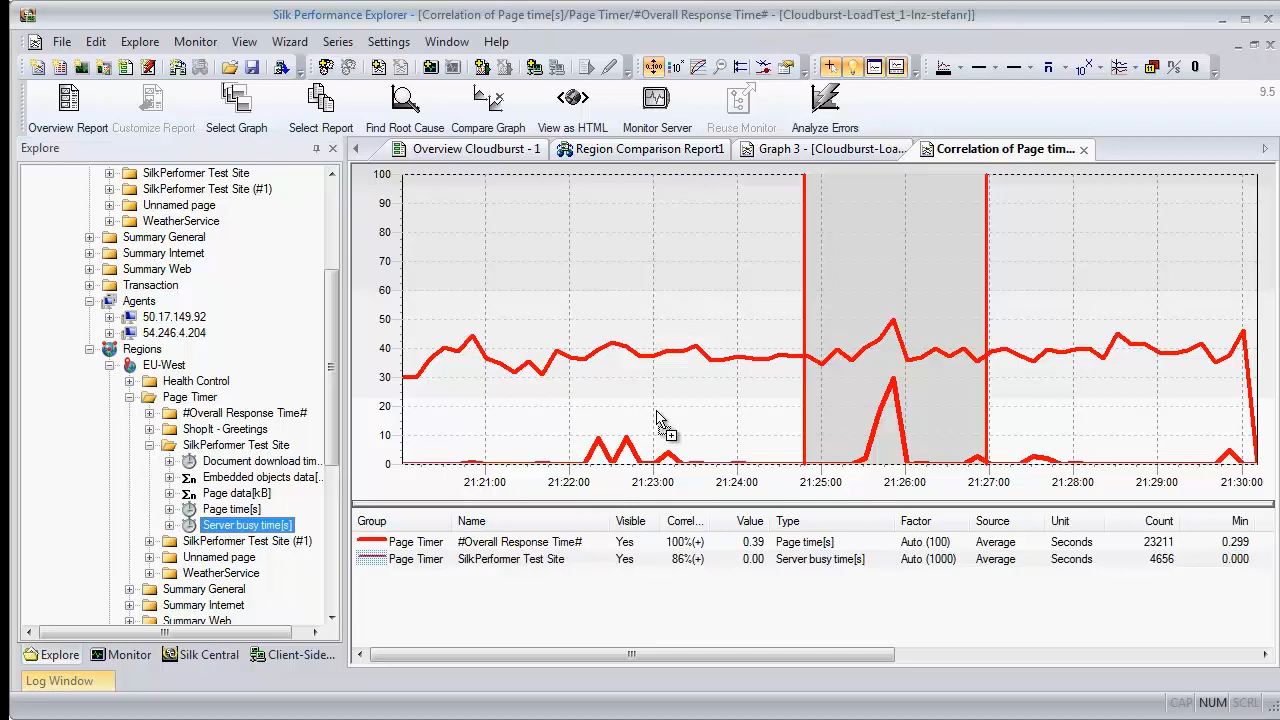 Silk Performance Explorer - [Correlation of Page time[s]/Page Timer/#Overall Response Time# - [Cloudburst-LoadTest_1-lnz-stefanr]]
File Edit Explore Monitor View Wizard Series Settings Window Help
Overview Report Customize Report Select Graph Select Report Find Root Cause Compare Graph View as HTML Monitor Server Reuse Monitor Analyze Errors 9.5
Explore
Overview Cloudburst - 1 Region Comparison Report1 Graph 3 - [Cloudburst-Loa... Correlation of Page tim...
SilkPerformer Test Site
SilkPerformer Test Site (#1)
Unnamed page
WeatherService
Summary General
Summary Internet
Summary Web
Transaction
Agents
50.17.149.92
54.246.4.204
Regions
EU-West
Health Control
Page Timer
#Overall Response Time#
ShopIt - Greetings
SilkPerfomer Test Site
Document download tim...
Embedded objects data[...
Page data[kB]
Page time[s]
Server busy time[s]
SilkPerfomer Test Site (#1)
Unnamed page
WeatherService
Summary General
Summary Internet
Summary Web
Explore Monitor Silk Central Client-Side...
Log Window
100
90
80
70
60
50
40
30
20
10
0
21:21:00 21:22:00 21:23:00 21:24:00 21:25:00 21:26:00 21:27:00 21:28:00 21:29:00 21:30:00
Group Name Visible Correl... Value Type Factor Source Unit Count Min
Page Timer #Overall Response Time# Yes 100%(+) 0.39 Page time[s] Auto (100) Average Seconds 23211 0.299
Page Timer SilkPerfomer Test Site Yes 86%(+) 0.00 Server busy time[s] Auto (1000) Average Seconds 4656 0.000
CAP NUM SCRL